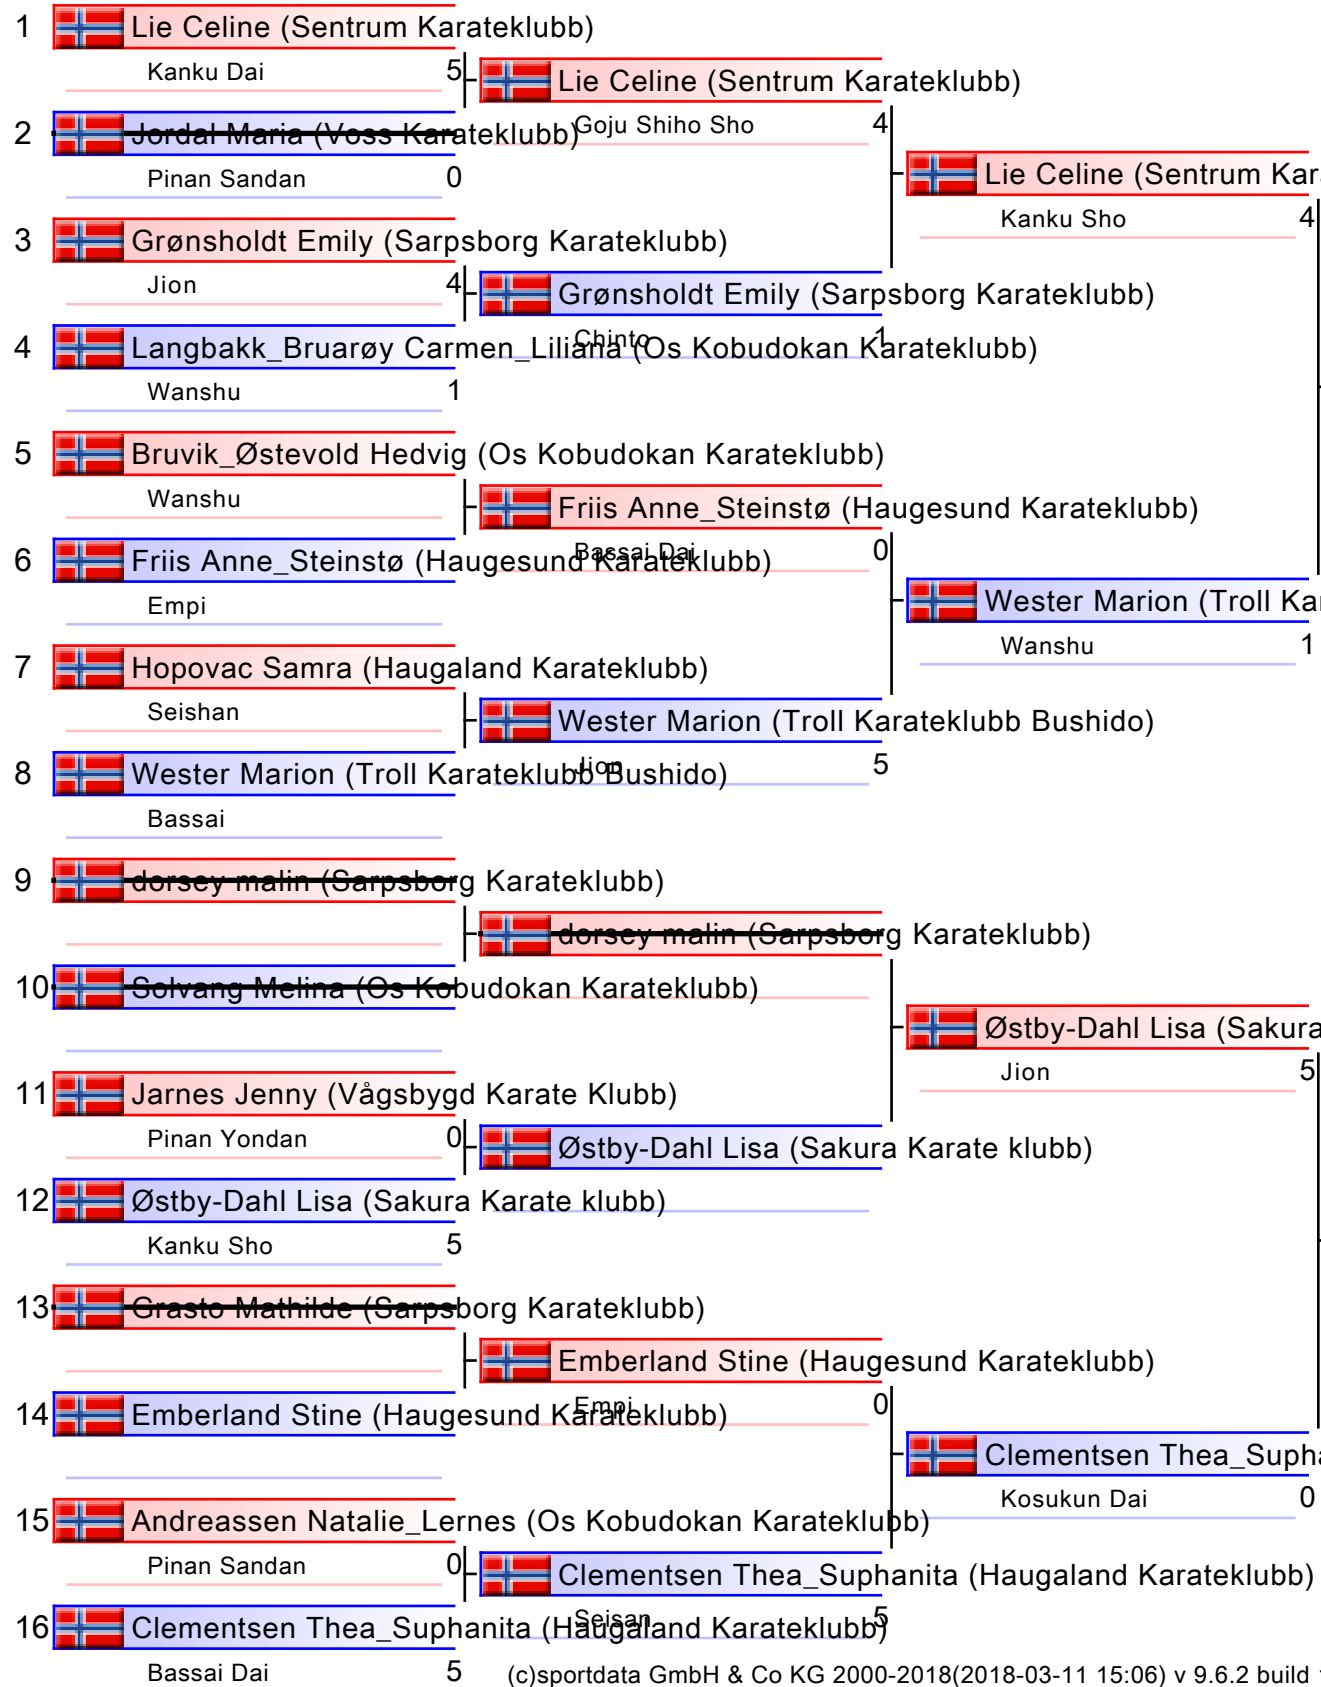 1 Lie Celine (Sentrum Karateklubb)
Kanku Dai 5
2 Jordal Maria (Voss Karateklubb)
Pinan Sandan 0
3 Grønsholdt Emily (Sarpsborg Karateklubb)
Jion 4
4 Langbakk_Bruarøy Carmen_Liliana (Os Kobudokan Karateklubb)
Wanshu 1
5 Bruvik_Østevold Hedvig (Os Kobudokan Karateklubb)
Wanshu
6 Friis Anne_Steinstø (Haugesund Karateklubb)
Empi
7 Hopovac Samra (Haugaland Karateklubb)
Seishan
8 Wester Marion (Troll Karateklubb Bushido)
Bassai
9 dorsey malin (Sarpsborg Karateklubb)
10 Solvang Melina (Os Kobudokan Karateklubb)
11 Jarnes Jenny (Vågsbygd Karate Klubb)
Pinan Yondan 0
12 Østby-Dahl Lisa (Sakura Karate klubb)
Kanku Sho 5
13 Grasto Mathilde (Sarpsborg Karateklubb)
14 Emberland Stine (Haugesund Karateklubb)
15 Andreassen Natalie_Lernes (Os Kobudokan Karateklubb)
Pinan Sandan 0
16 Clementsen Thea_Suphanita (Haugaland Karateklubb)
Bassai Dai 5
Lie Celine (Sentrum Karateklubb)
Goju Shiho Sho 4
Grønsholdt Emily (Sarpsborg Karateklubb)
Chinto 1
Friis Anne_Steinstø (Haugesund Karateklubb)
Bassai Dai 0
Wester Marion (Troll Karateklubb Bushido)
Jion 5
dorsey malin (Sarpsborg Karateklubb)
Østby-Dahl Lisa (Sakura Karate klubb)
Emberland Stine (Haugesund Karateklubb)
Empi 0
Clementsen Thea_Suphanita (Haugaland Karateklubb)
Seisan 5
Lie Celine (Sentrum Kar
Kanku Sho 4
Wester Marion (Troll Kar
Wanshu 1
Østby-Dahl Lisa (Sakura
Jion 5
Clementsen Thea_Supha
Kosukun Dai 0
(c)sportdata GmbH & Co KG 2000-2018(2018-03-11 15:06) v 9.6.2 build